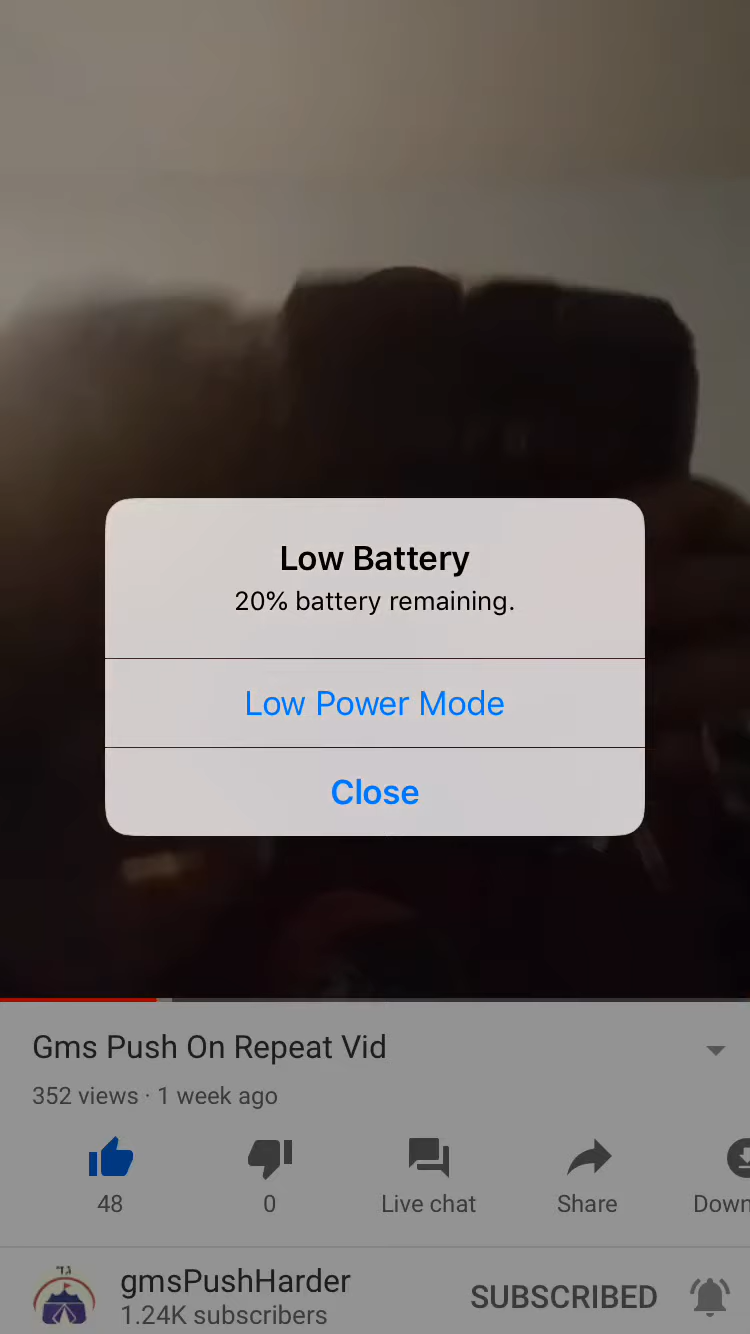 Low Battery
20% battery remaining.
Low Power Mode
Close
Gms Push On Repeat Vid
352 views · 1 week ago
48
0
Live chat
Share
Down
גד
gmsPushHarder
SUBSCRIBED
1.24K subscribers